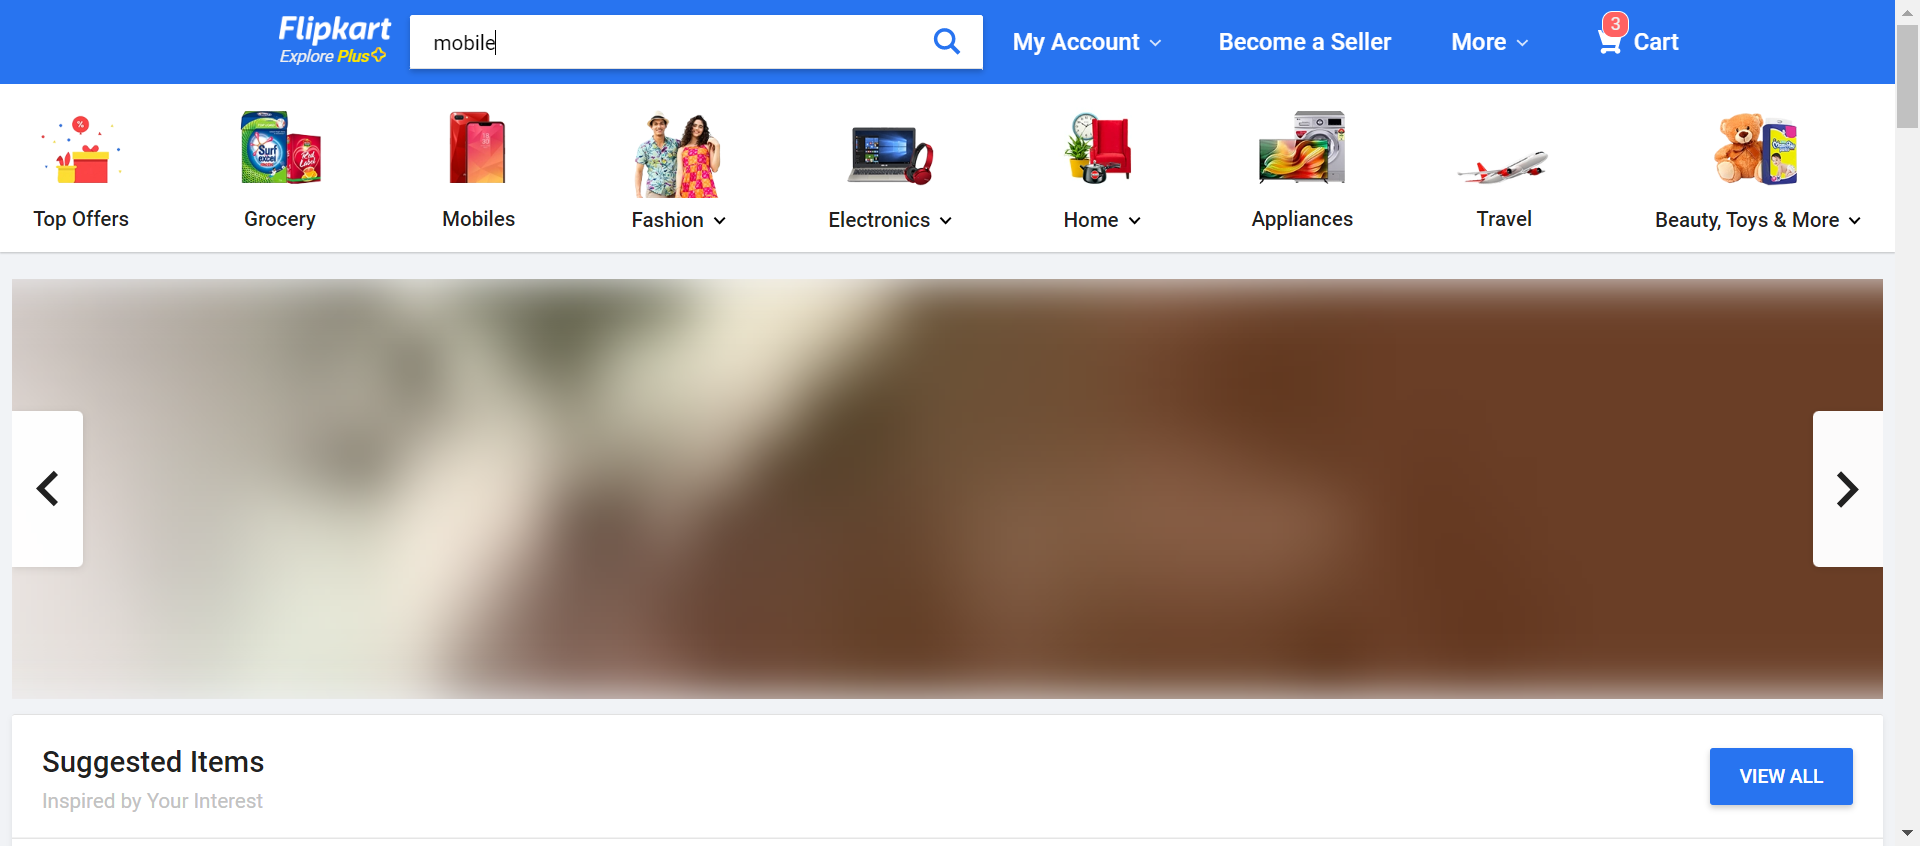 Flipkart
Explore Plus
mobile
My Account
Become a Seller
More
3
Cart
Top Offers
Grocery
Mobiles
Fashion
Electronics
Home
Appliances
Travel
Beauty, Toys & More
Suggested Items
Inspired by Your Interest
VIEW ALL